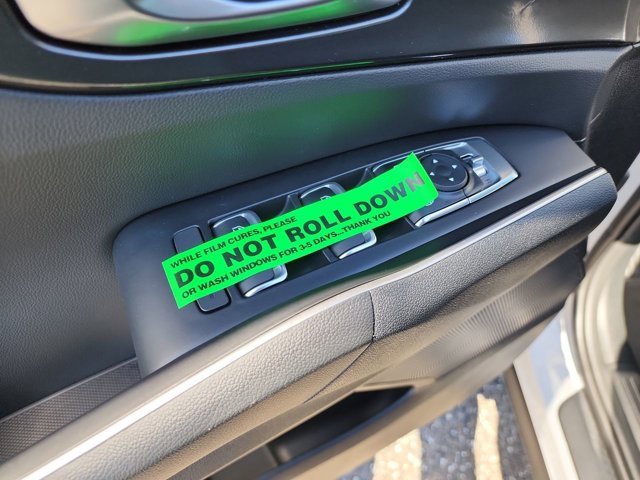 WHILE FILM CURES, PLEASE
DO NOT ROLL DOWN
OR WASH WINDOWS FOR 3-5 DAYS...THANK YOU